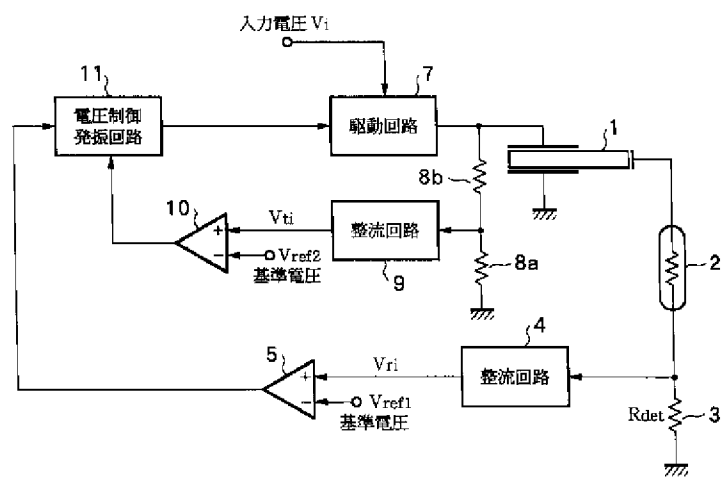 入力電圧 Vi
11
7
電圧制御
発振回路
駆動回路
1
8b
10
Vti
整流回路
+
−
Vref2
基準電圧
9
8a
2
4
5
Vri
整流回路
+
−
Vref1
基準電圧
Rdet
3